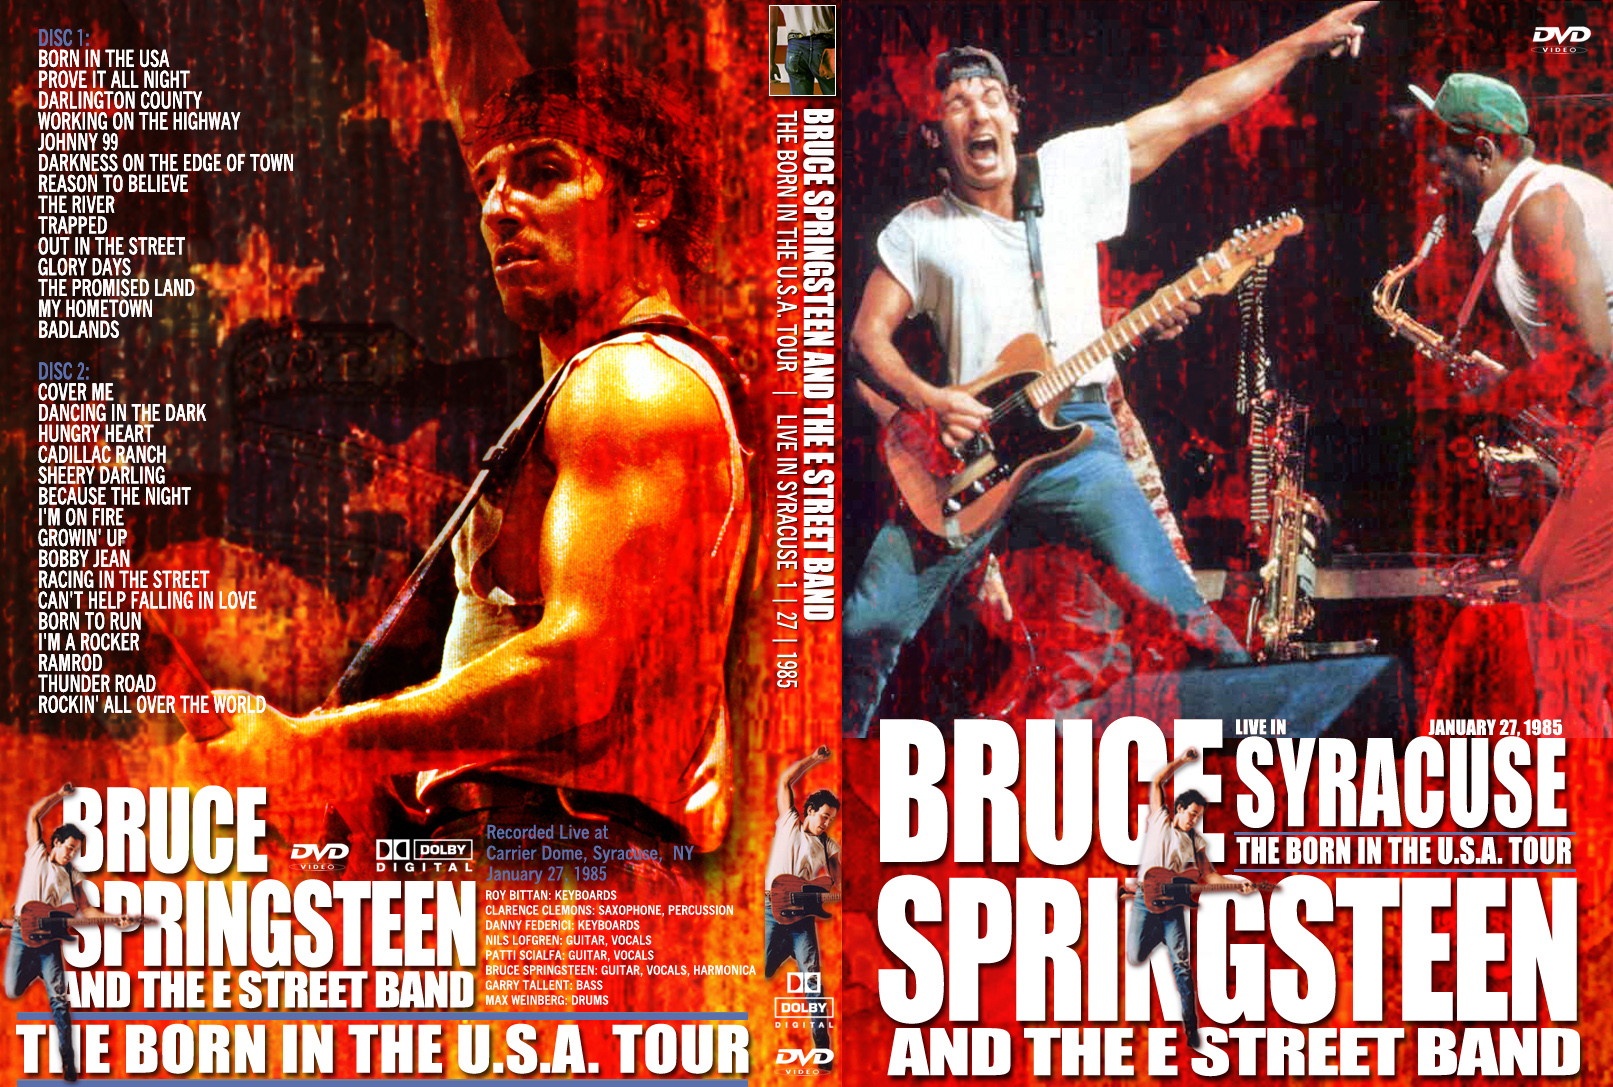 DISC 1:
BORN IN THE USA
PROVE IT ALL NIGHT
DARLINGTON COUNTY
WORKING ON THE HIGHWAY
JOHNNY 99
DARKNESS ON THE EDGE OF TOWN
REASON TO BELIEVE
THE RIVER
TRAPPED
OUT IN THE STREET
GLORY DAYS
THE PROMISED LAND
MY HOMETOWN
BADLANDS
DISC 2:
COVER ME
DANCING IN THE DARK
HUNGRY HEART
CADILLAC RANCH
SHEERY DARLING
BECAUSE THE NIGHT
I'M ON FIRE
GROWIN' UP
BOBBY JEAN
RACING IN THE STREET
CAN'T HELP FALLING IN LOVE
BORN TO RUN
I'M A ROCKER
RAMROD
THUNDER ROAD
ROCKIN' ALL OVER THE WORLD
BRUCE
SPRINGSTEEN
AND THE E STREET BAND
THE BORN IN THE U.S.A. TOUR
DVD
VIDEO
DOLBY
DIGITAL
Recorded Live at
Carrier Dome, Syracuse, NY
January 27, 1985
ROY BITTAN: KEYBOARDS
CLARENCE CLEMONS: SAXOPHONE, PERCUSSION
DANNY FEDERICI: KEYBOARDS
NILS LOFGREN: GUITAR, VOCALS
PATTI SCIALFA: GUITAR, VOCALS
BRUCE SPRINGSTEEN: GUITAR, VOCALS, HARMONICA
GARRY TALLENT: BASS
MAX WEINBERG: DRUMS
BRUCE SPRINGSTEEN AND THE E STREET BAND
THE BORN IN THE U.S.A. TOUR | LIVE IN SYRACUSE 1 | 27 | 1985
DOLBY
DIGITAL
DVD
VIDEO
DVD
VIDEO
BRUCE
LIVE IN JANUARY 27, 1985
SYRACUSE
THE BORN IN THE U.S.A. TOUR
SPRINGSTEEN
AND THE E STREET BAND